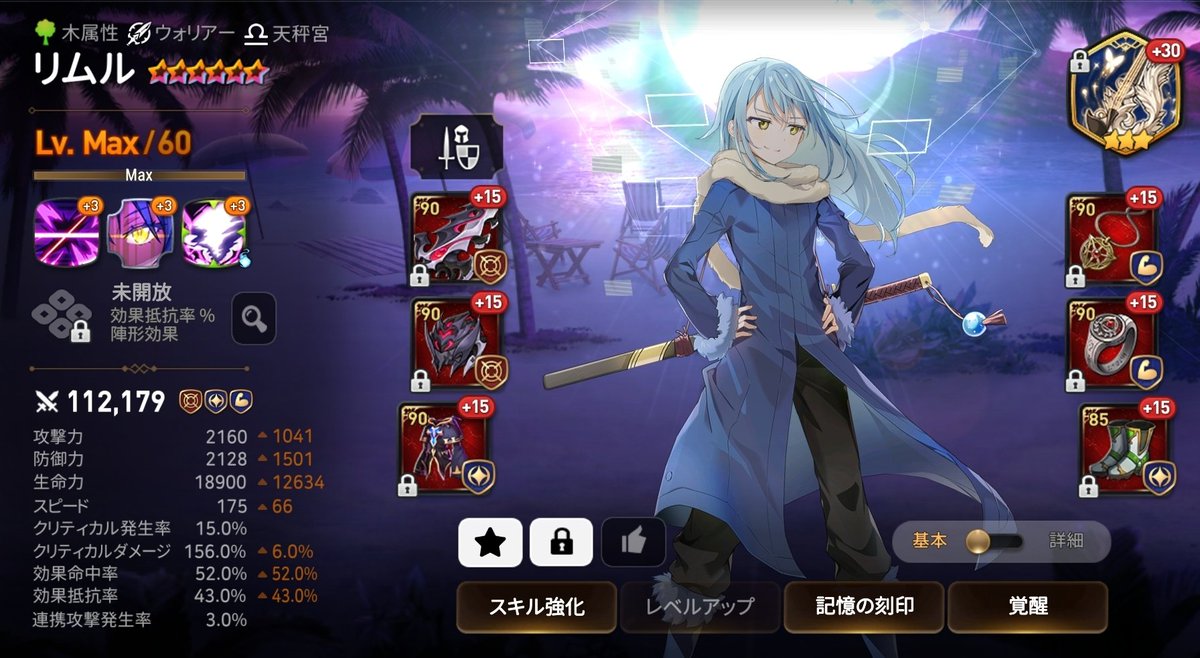 木属性 ウォリアー 天秤宮
リムル
Lv. Max/60
Max
+3 +3 +3
未開放
効果抵抗率 %
陣形効果
112,179
攻撃力 2160 1041
防御力 2128 1501
生命力 18900 12634
スピード 175 66
クリティカル発生率 15.0%
クリティカルダメージ 156.0% 6.0%
効果命中率 52.0% 52.0%
効果抵抗率 43.0% 43.0%
連携攻撃発生率 3.0%
90 +15
90 +15
90 +15
+30
90 +15
90 +15
85 +15
基本 詳細
スキル強化 レベルアップ 記憶の刻印 覚醒